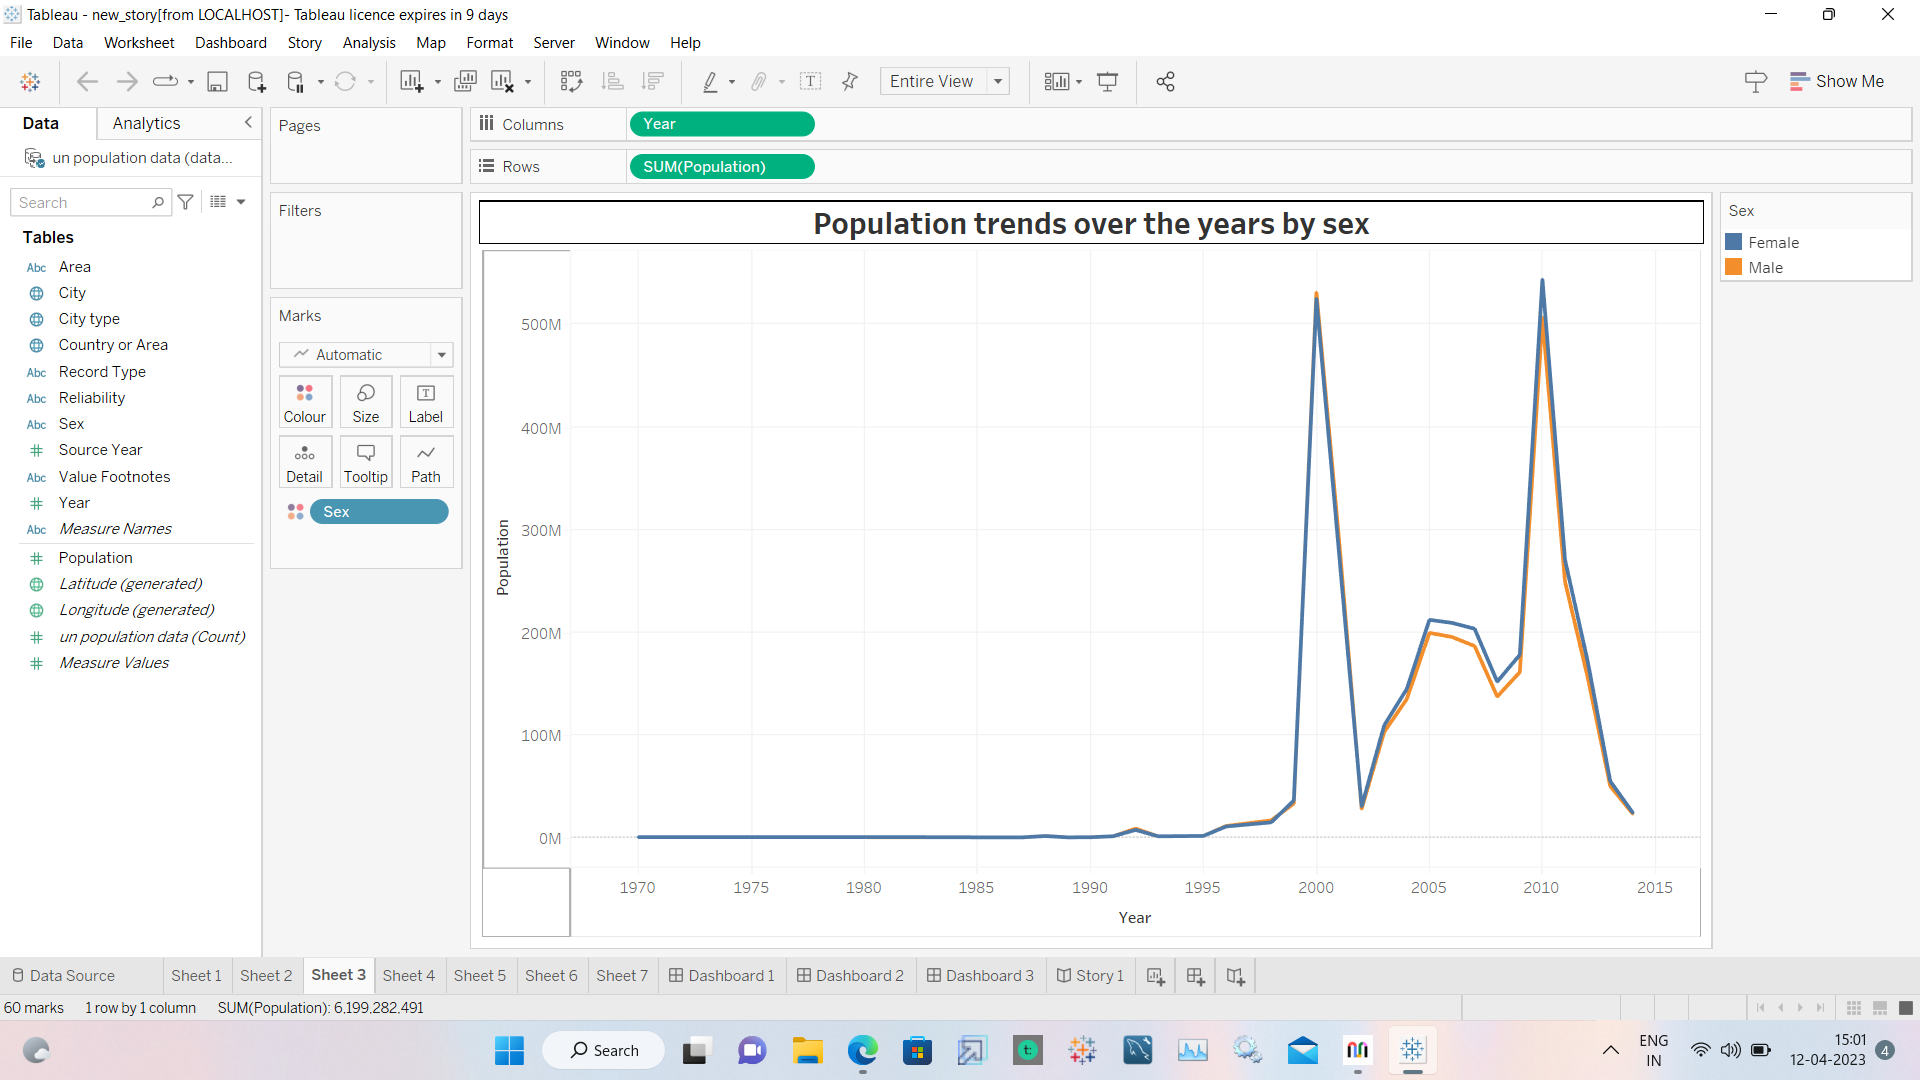 Tableau - new_story[from LOCALHOST]- Tableau licence expires in 9 days
File Data Worksheet Dashboard Story Analysis Map Format Server Window Help
Entire View
Show Me
Data Analytics
un population data (data...
Search
Tables
Abc Area
City
City type
Country or Area
Abc Record Type
Abc Reliability
Abc Sex
Source Year
Abc Value Footnotes
Year
Abc Measure Names
Population
Latitude (generated)
Longitude (generated)
un population data (Count)
Measure Values
Pages
Filters
Marks
Automatic
Colour Size Label
Detail Tooltip Path
Sex
Columns Year
Rows SUM(Population)
Population trends over the years by sex
500M
400M
300M
200M
100M
0M
Population
1970 1975 1980 1985 1990 1995 2000 2005 2010 2015
Year
Sex
Female
Male
Data Source Sheet 1 Sheet 2 Sheet 3 Sheet 4 Sheet 5 Sheet 6 Sheet 7 Dashboard 1 Dashboard 2 Dashboard 3 Story 1
60 marks 1 row by 1 column SUM(Population): 6,199,282,491
Search
t:
ENG
IN
15:01
12-04-2023
4